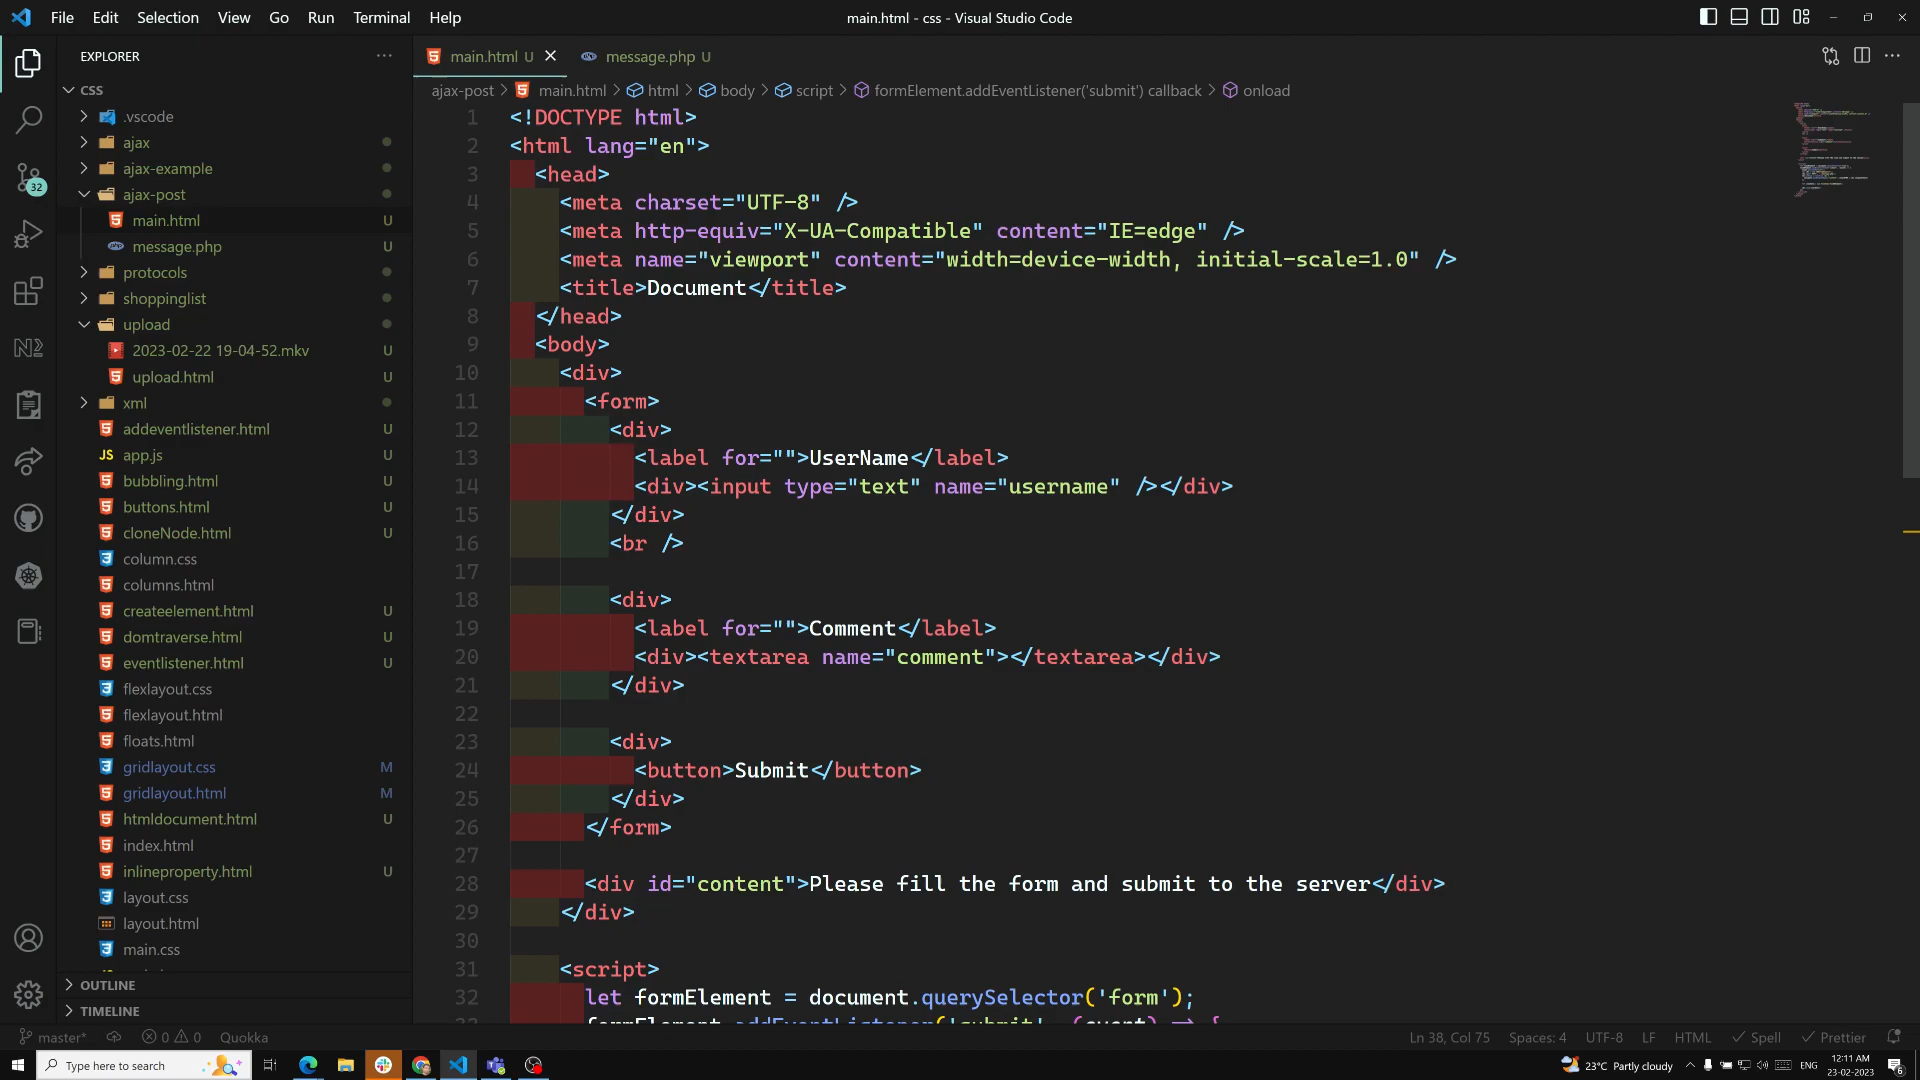 File Edit Selection View Go Run Terminal Help
main.html - css - Visual Studio Code
EXPLORER
main.html U
message.php U
CSS
ajax-post > main.html > html > body > script > formElement.addEventListener('submit') callback > onload
.vscode
ajax
ajax-example
ajax-post
main.html U
message.php U
protocols
shoppinglist
upload
2023-02-22 19-04-52.mkv U
upload.html U
xml
addeventlistener.html U
app.js U
bubbling.html U
buttons.html U
cloneNode.html U
column.css
columns.html
createelement.html U
domtraverse.html U
eventlistener.html U
flexlayout.css
flexlayout.html
floats.html
gridlayout.css M
gridlayout.html M
htmldocument.html U
index.html
inlineproperty.html U
layout.css
layout.html
main.css
OUTLINE
TIMELINE
32
1 <!DOCTYPE html>
2 <html lang="en">
3 <head>
4 <meta charset="UTF-8" />
5 <meta http-equiv="X-UA-Compatible" content="IE=edge" />
6 <meta name="viewport" content="width=device-width, initial-scale=1.0" />
7 <title>Document</title>
8 </head>
9 <body>
10 <div>
11 <form>
12 <div>
13 <label for="">UserName</label>
14 <div><input type="text" name="username" /></div>
15 </div>
16 <br />
17
18 <div>
19 <label for="">Comment</label>
20 <div><textarea name="comment"></textarea></div>
21 </div>
22
23 <div>
24 <button>Submit</button>
25 </div>
26 </form>
27
28 <div id="content">Please fill the form and submit to the server</div>
29 </div>
30
31 <script>
32 let formElement = document.querySelector('form');
33 formElement.addEventListener('submit', (event) => {
master* 0 0 Quokka
Ln 38, Col 75 Spaces: 4 UTF-8 LF HTML Spell Prettier
Type here to search
23°C Partly cloudy ENG 12:11 AM
23-02-2023
6